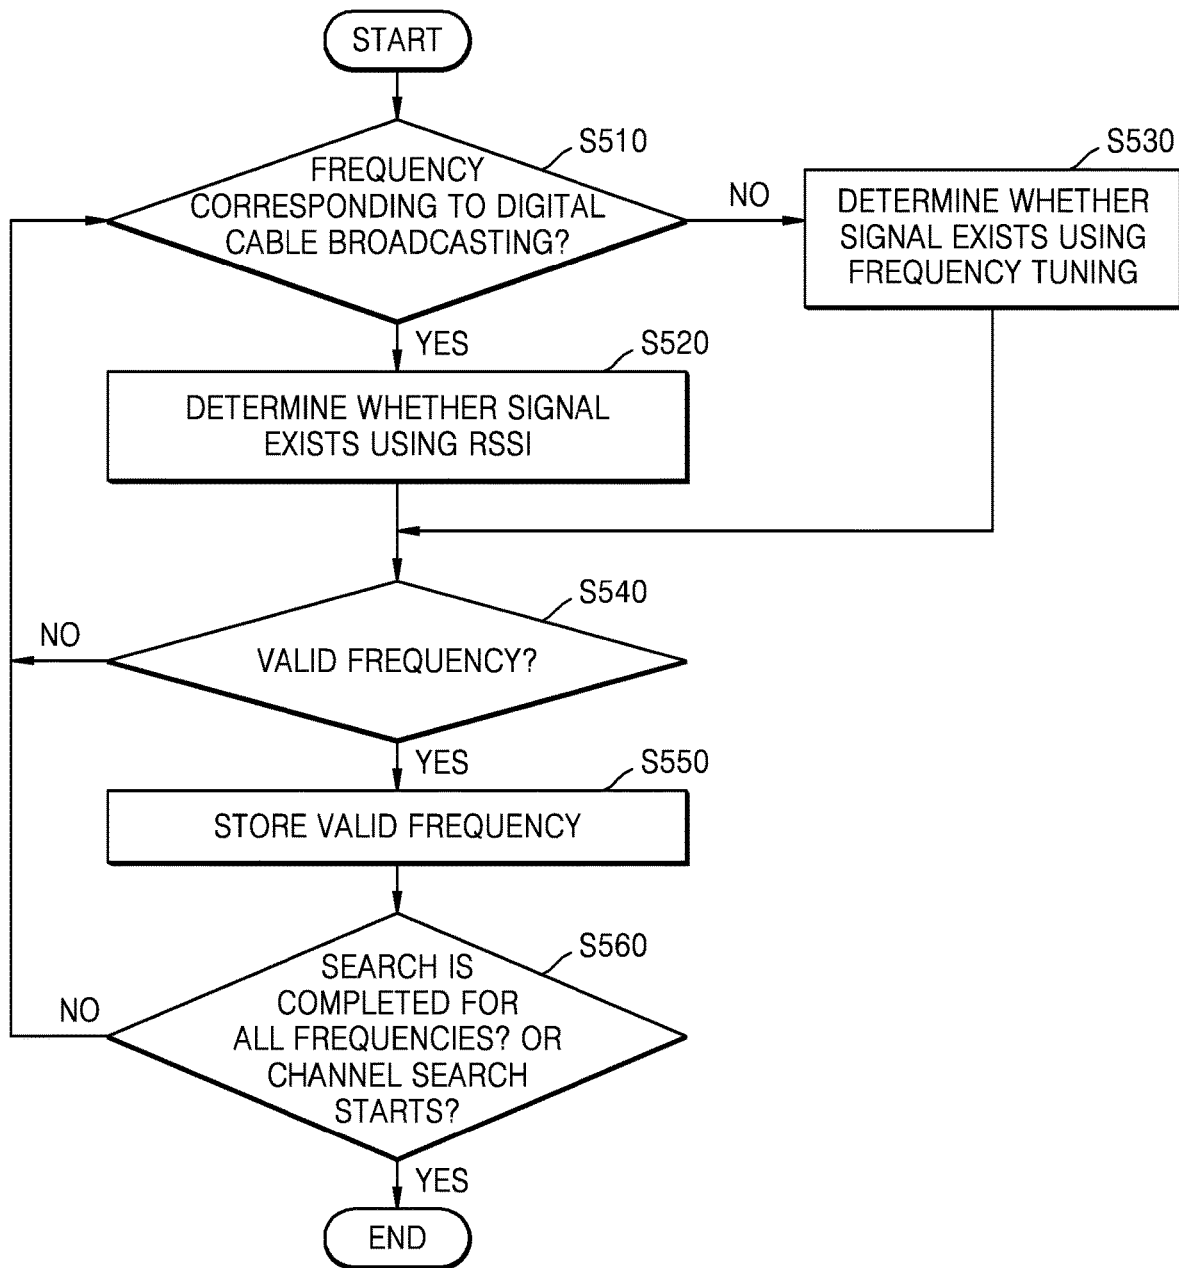 START
S510
FREQUENCY
CORRESPONDING TO DIGITAL
CABLE BROADCASTING?
NO
S530
DETERMINE WHETHER
SIGNAL EXISTS USING
FREQUENCY TUNING
YES
S520
DETERMINE WHETHER SIGNAL
EXISTS USING RSSI
S540
NO
VALID FREQUENCY?
YES
S550
STORE VALID FREQUENCY
S560
NO
SEARCH IS
COMPLETED FOR
ALL FREQUENCIES? OR
CHANNEL SEARCH
STARTS?
YES
END